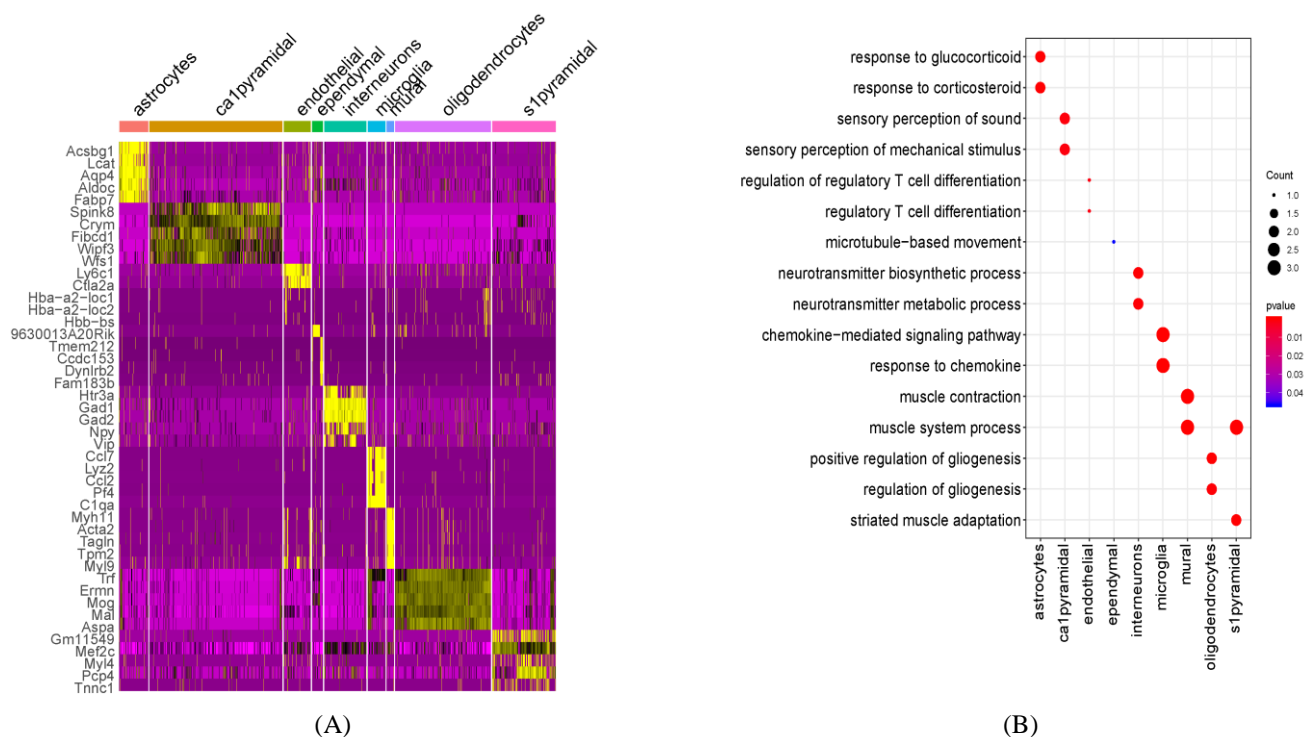 astrocytes
ca1pyramidal
endothelial
ependymal
interneurons
microglia
mural
oligodendrocytes
s1pyramidal
Acsbg1
Lcat
Aqp4
Aldoc
Fabp7
Spink8
Crym
Fibcd1
Wipf3
Wfs1
Ly6c1
Ctla2a
Hba-a2-loc1
Hba-a2-loc2
Hbb-bs
9630013A20Rik
Tmem212
Ccdc153
Dynlrb2
Fam183b
Htr3a
Gad1
Gad2
Npy
Vip
Ccl7
Lyz2
Ccl2
Pf4
C1qa
Myh11
Acta2
Tagln
Tpm2
Myl9
Trf
Ermn
Mog
Mal
Aspa
Gm11549
Mef2c
Myl4
Pcp4
Tnnc1
(A)
response to glucocorticoid
response to corticosteroid
sensory perception of sound
sensory perception of mechanical stimulus
regulation of regulatory T cell differentiation
regulatory T cell differentiation
microtubule-based movement
neurotransmitter biosynthetic process
neurotransmitter metabolic process
chemokine-mediated signaling pathway
response to chemokine
muscle contraction
muscle system process
positive regulation of gliogenesis
regulation of gliogenesis
striated muscle adaptation
astrocytes
ca1pyramidal
endothelial
ependymal
interneurons
microglia
mural
oligodendrocytes
s1pyramidal
Count
1.0
1.5
2.0
2.5
3.0
pvalue
0.01
0.02
0.03
0.04
(B)